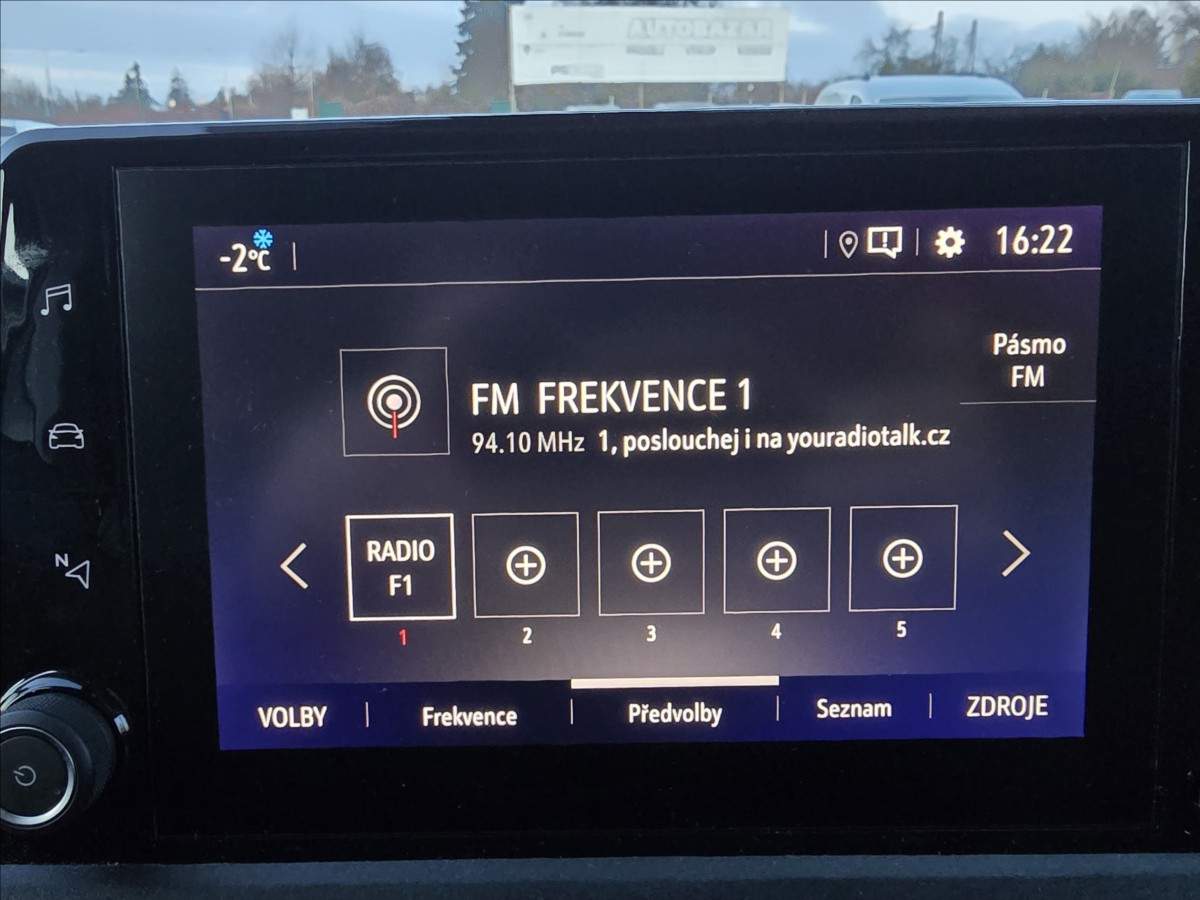 AUTOBAZAR
-2°C
16:22
Pásmo
FM
FM FREKVENCE 1
94.10 MHz 1, poslouchej i na youradiotalk.cz
RADIO
F1
1 2 3 4 5
N
VOLBY Frekvence Předvolby Seznam ZDROJE